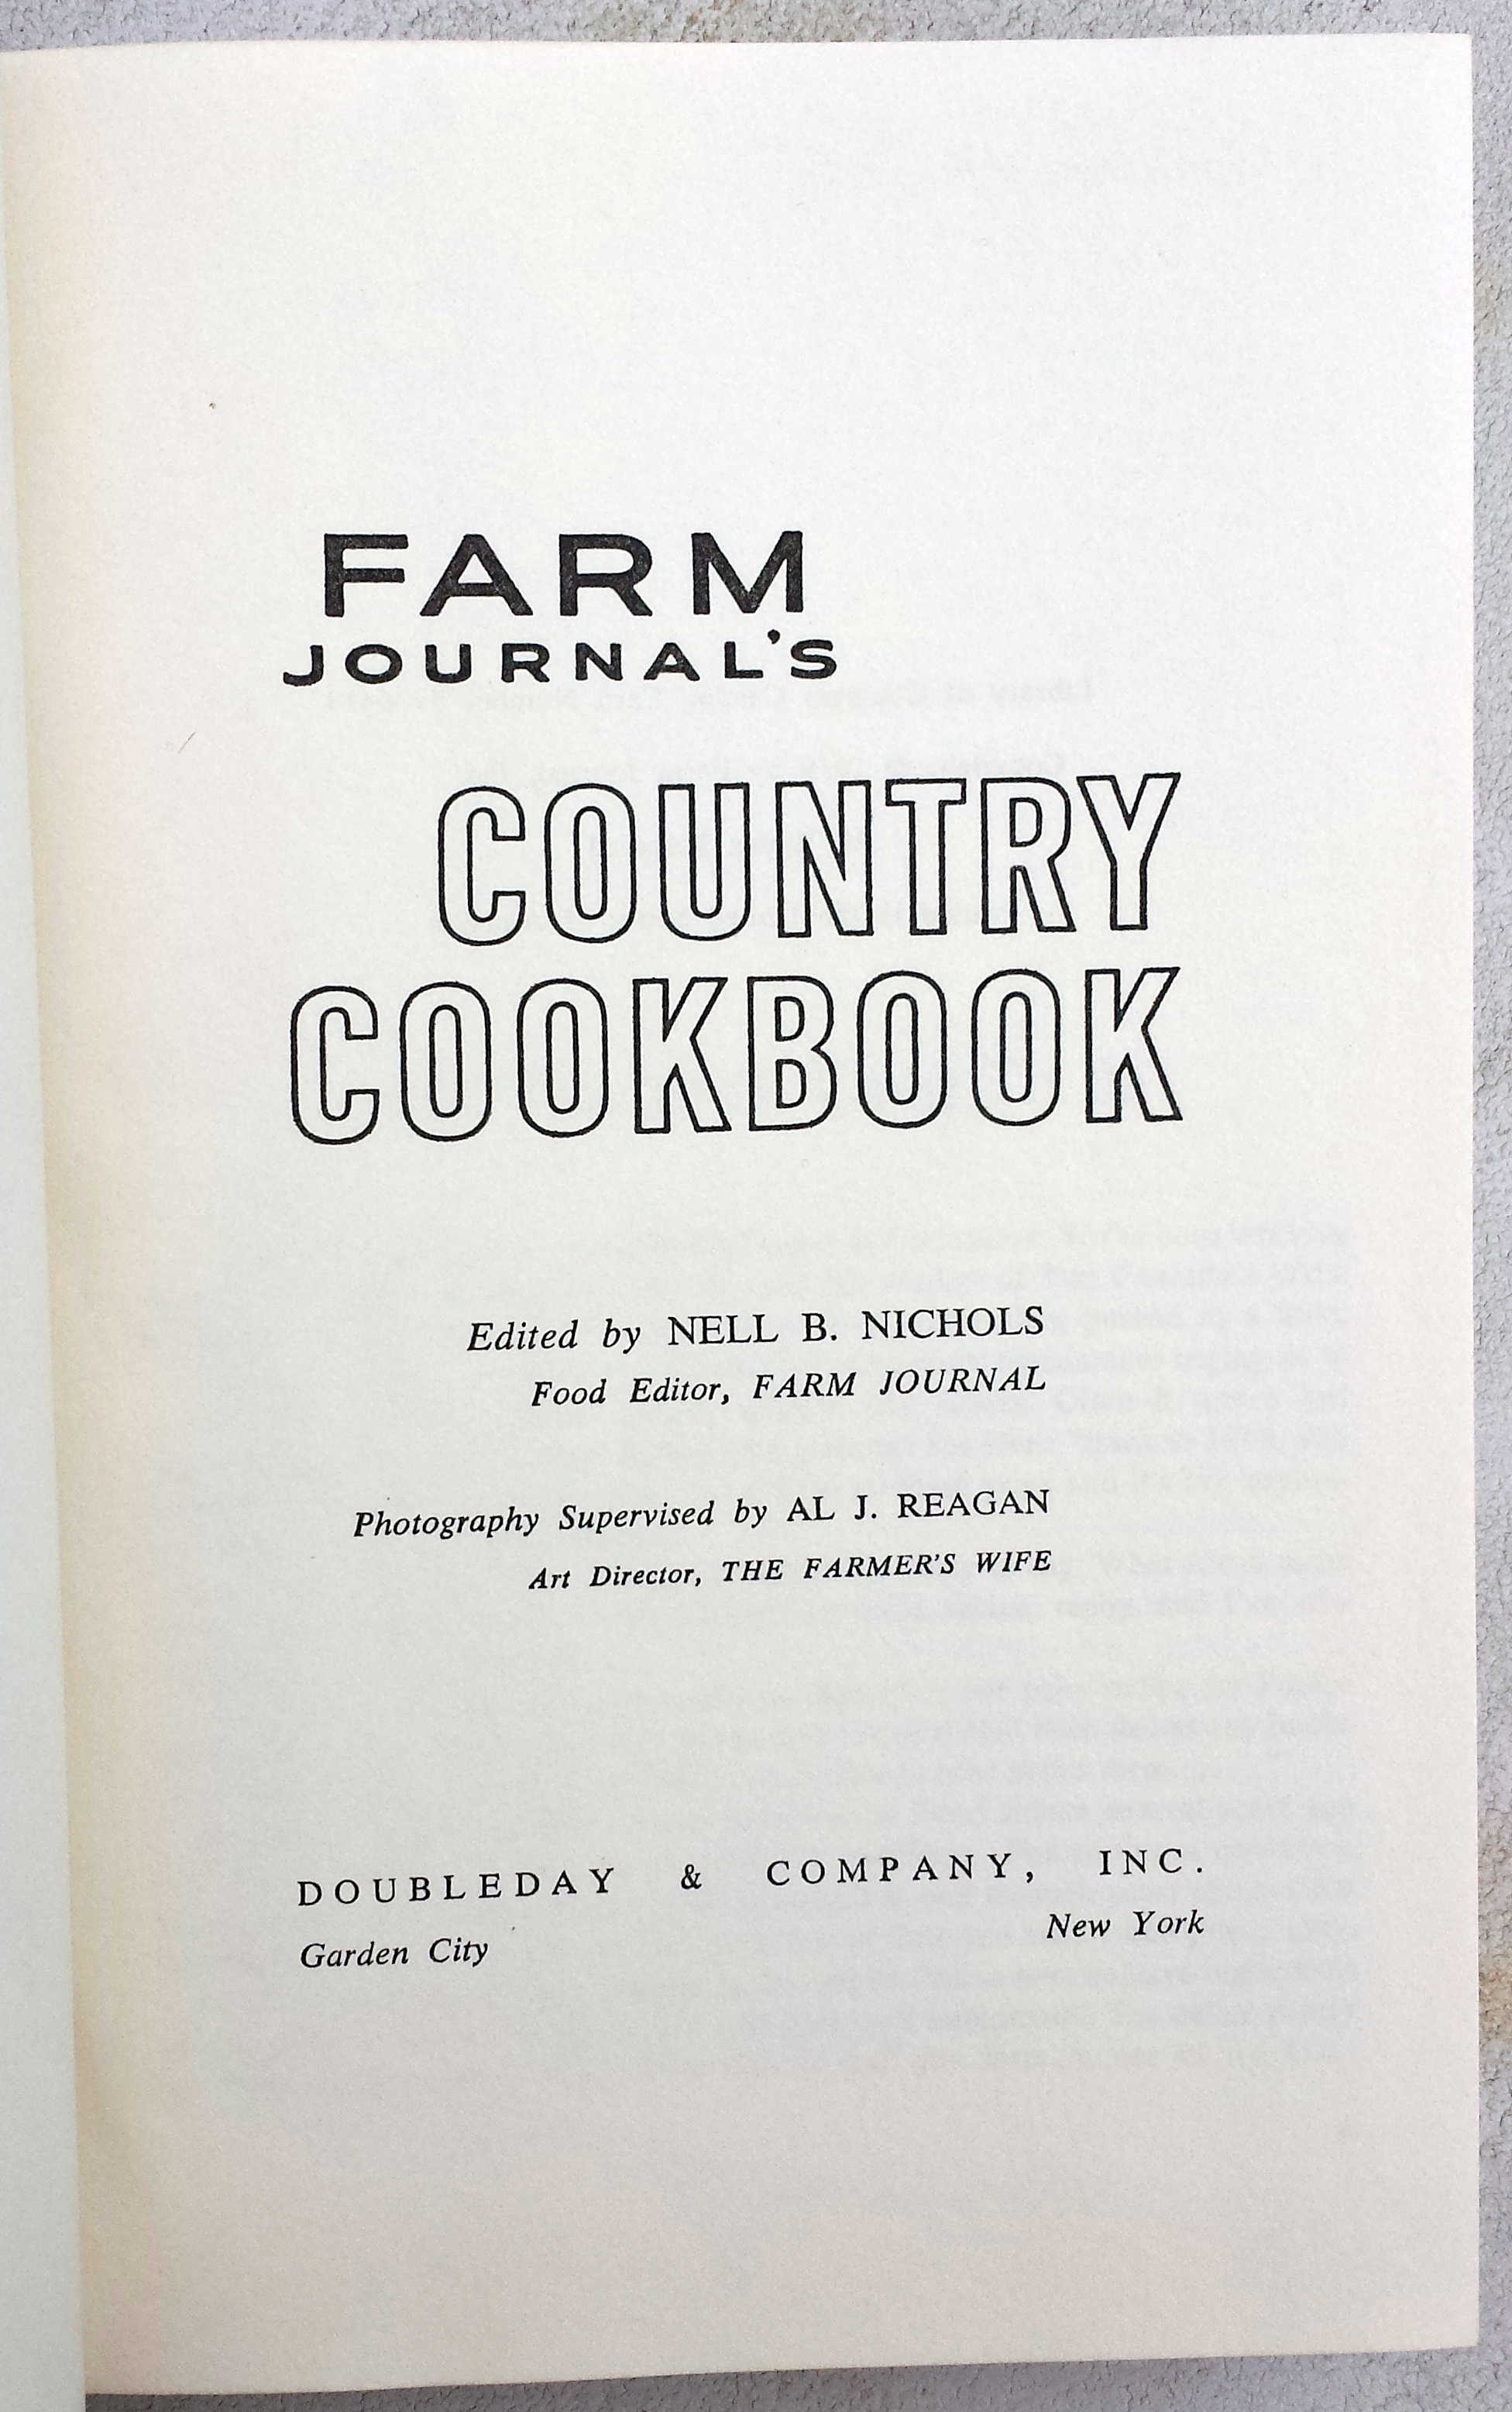 FARM
JOURNAL'S
COUNTRY
COOKBOOK
Edited by NELL B. NICHOLS
Food Editor, FARM JOURNAL
Photography Supervised by AL J. REAGAN
Art Director, THE FARMER'S WIFE
DOUBLEDAY & COMPANY, INC.
Garden City New York